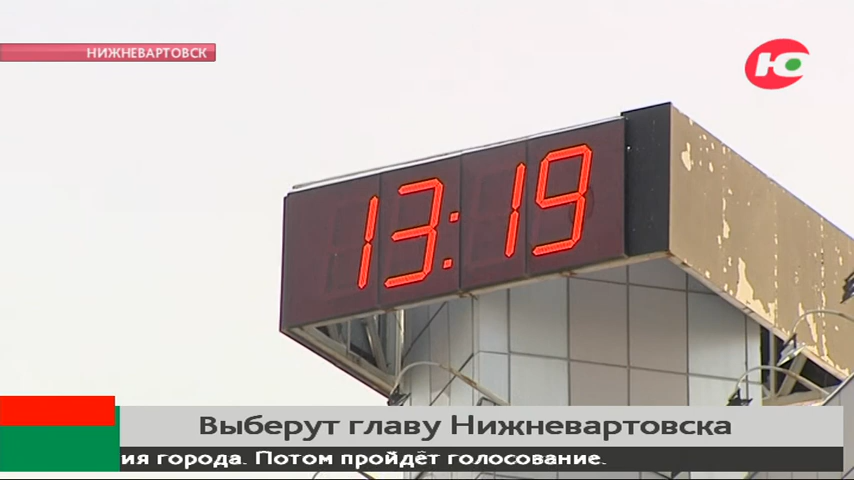 НИЖНЕВАРТОВСК
Ю
13:19
Выберут главу Нижневартовска
ия города. Потом пройдёт голосование.